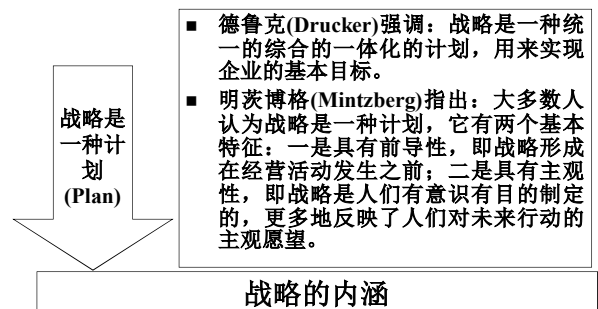 ■ 德鲁克(Drucker)强调：战略是一种统
一的综合的一体化的计划，用来实现
企业的基本目标。
■ 明茨博格(Mintzberg)指出：大多数人
认为战略是一种计划，它有两个基本
特征：一是具有前导性，即战略形成
在经营活动发生之前；二是具有主观
性，即战略是人们有意识有目的制定
的，更多地反映了人们对未来行动的
主观愿望。
战略是
一种计
划
(Plan)
战略的内涵